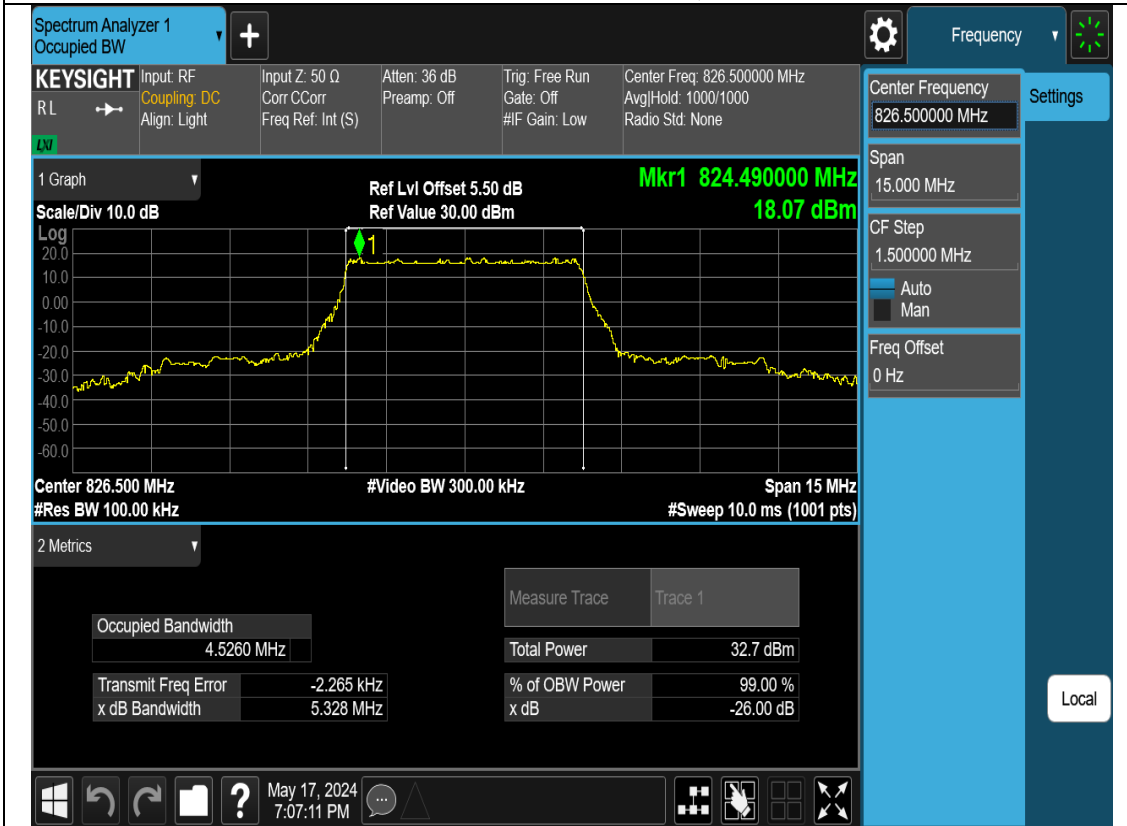 Spectrum Analyzer 1
Occupied BW
Frequency
KEYSIGHT
R L
LXI
Input: RF
Coupling: DC
Align: Light
Input Z: 50 Ω
Corr CCorr
Freq Ref: Int (S)
Atten: 36 dB
Preamp: Off
Trig: Free Run
Gate: Off
#IF Gain: Low
Center Freq: 826.500000 MHz
Avg|Hold: 1000/1000
Radio Std: None
Center Frequency
826.500000 MHz
Settings
Span
15.000 MHz
CF Step
1.500000 MHz
Auto
Man
Freq Offset
0 Hz
Local
1 Graph
Scale/Div 10.0 dB
Ref Lvl Offset 5.50 dB
Ref Value 30.00 dBm
Mkr1 824.490000 MHz
18.07 dBm
Log
20.0
10.0
0.00
-10.0
-20.0
-30.0
-40.0
-50.0
-60.0
1
Center 826.500 MHz
#Res BW 100.00 kHz
#Video BW 300.00 kHz
Span 15 MHz
#Sweep 10.0 ms (1001 pts)
2 Metrics
Measure Trace Trace 1
Occupied Bandwidth
4.5260 MHz
Total Power 32.7 dBm
Transmit Freq Error -2.265 kHz
% of OBW Power 99.00 %
x dB Bandwidth 5.328 MHz
x dB -26.00 dB
?
May 17, 2024
7:07:11 PM